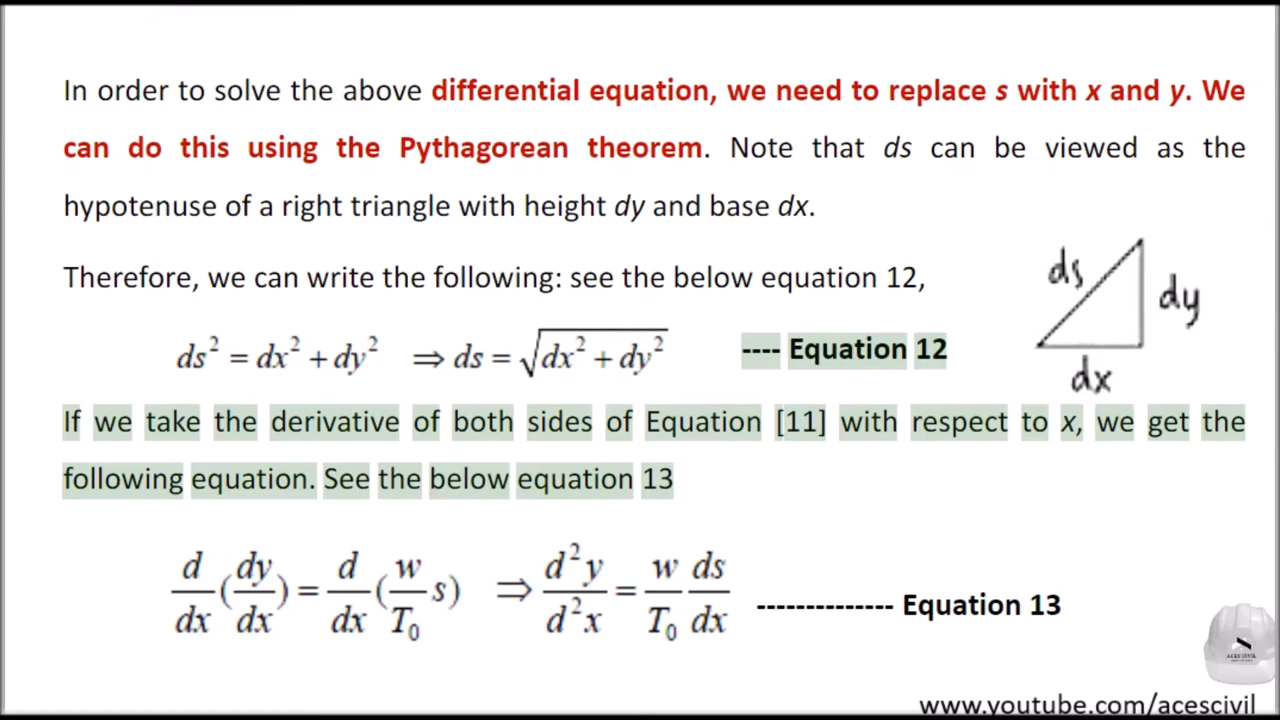 In order to solve the above differential equation, we need to replace s with x and y. We
can do this using the Pythagorean theorem. Note that ds can be viewed as the
hypotenuse of a right triangle with height dy and base dx.
Therefore, we can write the following: see the below equation 12,
ds
dy
dx
ds² = dx² + dy² ⇒ ds = √(dx² + dy²) ---- Equation 12
If we take the derivative of both sides of Equation [11] with respect to x, we get the
following equation. See the below equation 13
d/dx (dy/dx) = d/dx (w/T₀ s) ⇒ d²y/d²x = w/T₀ ds/dx -------------- Equation 13
ACES CIVIL
www.youtube.com/acescivil